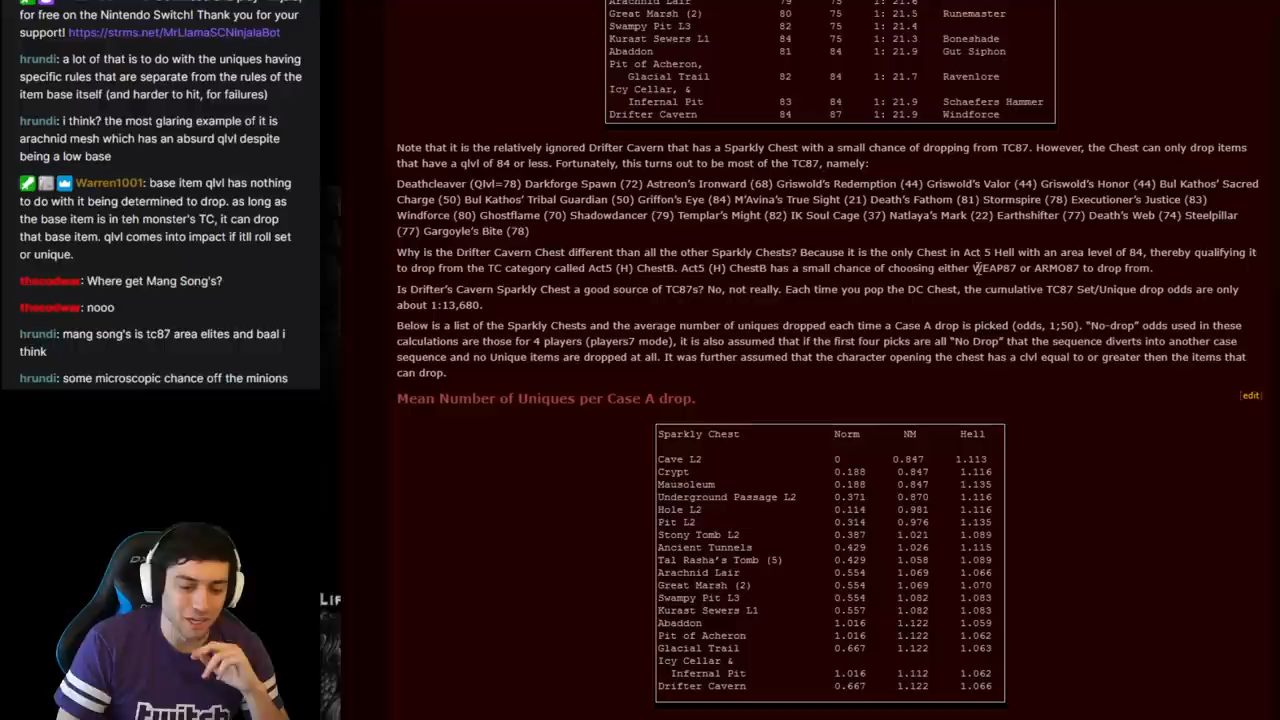 for free on the Nintendo Switch! Thank you for your
support! https://strms.net/MrLlamaSCNinjalaBot
hrundi: a lot of that is to do with the uniques having
specific rules that are separate from the rules of the
item base itself (and harder to hit, for failures)
hrundi: i think? the most glaring example of it is
arachnid mesh which has an absurd qlvl despite
being a low base
Warren1001: base item qlvl has nothing
to do with it being determined to drop. as long as
the base item is in teh monster's TC, it can drop
that base item. qlvl comes into impact if itll roll set
or unique.
thecodwar: Where get Mang Song's?
thecodwar: nooo
hrundi: mang song's is tc87 area elites and baal i
think
hrundi: some microscopic chance off the minions
Arachnid Lair 79 75 1: 21.6
Great Marsh (2) 80 75 1: 21.5 Runemaster
Swampy Pit L3 82 75 1: 21.4
Kurast Sewers L1 84 75 1: 21.3 Boneshade
Abaddon 81 84 1: 21.9 Gut Siphon
Pit of Acheron,
Glacial Trail 82 84 1: 21.7 Ravenlore
Icy Cellar, &
Infernal Pit 83 84 1: 21.9 Schaefers Hammer
Drifter Cavern 84 87 1: 21.9 Windforce
Note that it is the relatively ignored Drifter Cavern that has a Sparkly Chest with a small chance of dropping from TC87. However, the Chest can only drop items
that have a qlvl of 84 or less. Fortunately, this turns out to be most of the TC87, namely:
Deathcleaver (Qlvl=78) Darkforge Spawn (72) Astreon's Ironward (68) Griswold's Redemption (44) Griswold's Valor (44) Griswold's Honor (44) Bul Kathos' Sacred
Charge (50) Bul Kathos' Tribal Guardian (50) Griffon's Eye (84) M'Avina's True Sight (21) Death's Fathom (81) Stormspire (78) Executioner's Justice (83)
Windforce (80) Ghostflame (70) Shadowdancer (79) Templar's Might (82) IK Soul Cage (37) Natlaya's Mark (22) Earthshifter (77) Death's Web (74) Steelpillar
(77) Gargoyle's Bite (78)
Why is the Drifter Cavern Chest different than all the other Sparkly Chests? Because it is the only Chest in Act 5 Hell with an area level of 84, thereby qualifying it
to drop from the TC category called Act5 (H) ChestB. Act5 (H) ChestB has a small chance of choosing either WEAP87 or ARMO87 to drop from.
Is Drifter's Cavern Sparkly Chest a good source of TC87s? No, not really. Each time you pop the DC Chest, the cumulative TC87 Set/Unique drop odds are only
about 1:13,680.
Below is a list of the Sparkly Chests and the average number of uniques dropped each time a Case A drop is picked (odds, 1;50). "No-drop" odds used in these
calculations are those for 4 players (players7 mode), it is also assumed that if the first four picks are all "No Drop" that the sequence diverts into another case
sequence and no Unique items are dropped at all. It was further assumed that the character opening the chest has a clvl equal to or greater then the items that
can drop.
Mean Number of Uniques per Case A drop.
[edit]
Sparkly Chest Norm NM Hell
Cave L2 0 0.847 1.113
Crypt 0.188 0.847 1.116
Mausoleum 0.188 0.847 1.135
Underground Passage L2 0.371 0.870 1.116
Hole L2 0.114 0.981 1.116
Pit L2 0.314 0.976 1.135
Stony Tomb L2 0.387 1.021 1.089
Ancient Tunnels 0.429 1.026 1.115
Tal Rasha's Tomb (5) 0.429 1.058 1.089
Arachnid Lair 0.554 1.069 1.066
Great Marsh (2) 0.554 1.069 1.070
Swampy Pit L3 0.554 1.082 1.083
Kurast Sewers L1 0.557 1.082 1.083
Abaddon 1.016 1.122 1.059
Pit of Acheron 1.016 1.122 1.062
Glacial Trail 0.667 1.122 1.063
Icy Cellar &
Infernal Pit 1.016 1.112 1.062
Drifter Cavern 0.667 1.122 1.066
twitch